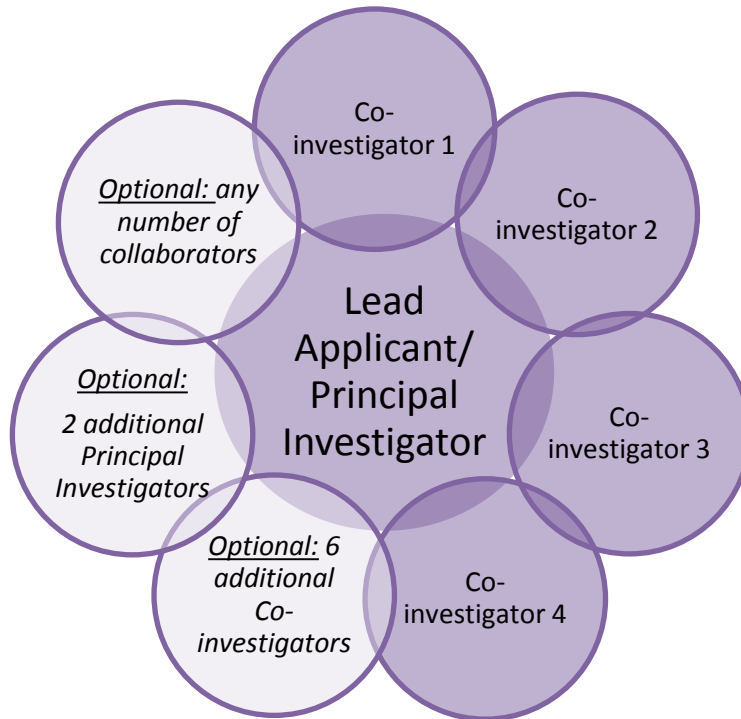 Co-
investigator 1
Co-
investigator 2
Co-
investigator 3
Co-
investigator 4
Optional: 6
additional
Co-
investigators
Optional:
2 additional
Principal
Investigators
Optional: any
number of
collaborators
Lead
Applicant/
Principal
Investigator